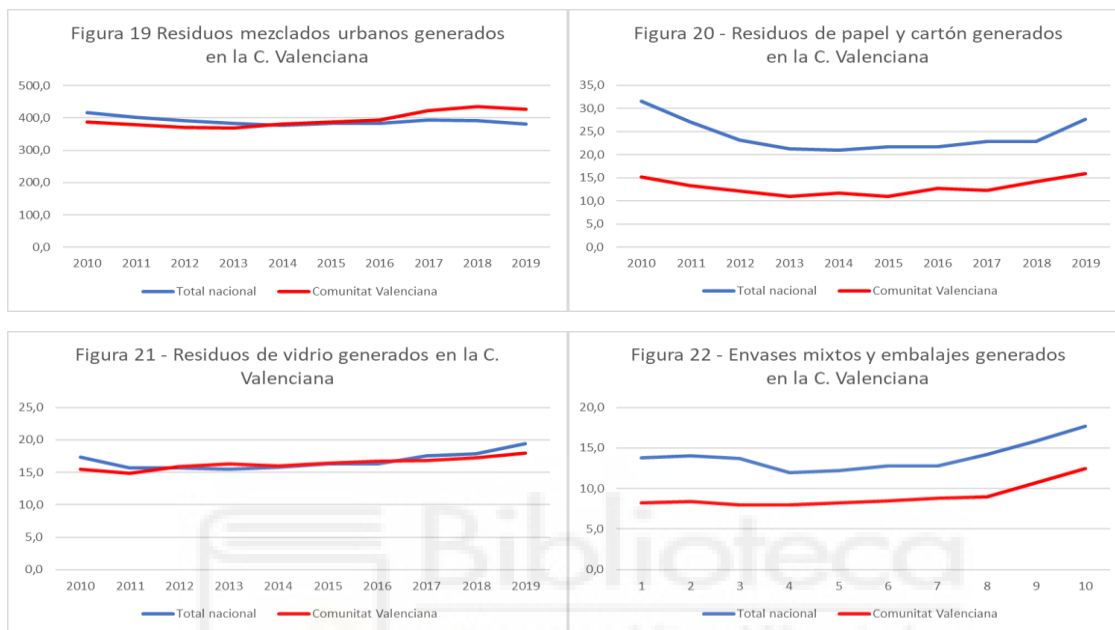 Figura 19 Residuos mezclados urbanos generados
en la C. Valenciana
500,0
400,0
300,0
200,0
100,0
0,0
2010 2011 2012 2013 2014 2015 2016 2017 2018 2019
Total nacional Comunitat Valenciana
Figura 20 - Residuos de papel y cartón generados
en la C. Valenciana
35,0
30,0
25,0
20,0
15,0
10,0
5,0
0,0
2010 2011 2012 2013 2014 2015 2016 2017 2018 2019
Total nacional Comunitat Valenciana
Figura 21 - Residuos de vidrio generados en la C.
Valenciana
25,0
20,0
15,0
10,0
5,0
0,0
2010 2011 2012 2013 2014 2015 2016 2017 2018 2019
Total nacional Comunitat Valenciana
Figura 22 - Envases mixtos y embalajes generados
en la C. Valenciana
20,0
15,0
10,0
5,0
0,0
1 2 3 4 5 6 7 8 9 10
Total nacional Comunitat Valenciana
Biblioteca